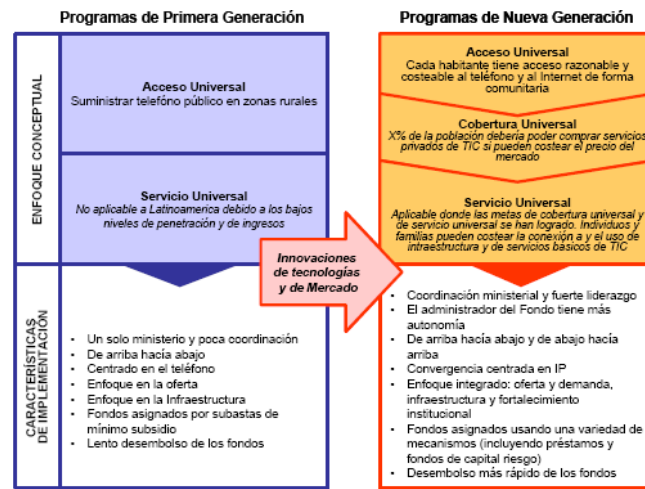 Programas de Primera Generación
ENFOQUE CONCEPTUAL
Acceso Universal
Suministrar telefóno público en zonas rurales
Servicio Universal
No aplicable a Latinoamerica debido a los bajos
niveles de penetración y de ingresos
CARACTERÍSTICAS
DE IMPLEMENTACIÓN
• Un solo ministerio y poca coordinación
• De arriba hacía abajo
• Centrado en el teléfono
• Enfoque en la oferta
• Enfoque en la Infraestructura
• Fondos asignados por subastas de
mínimo subsidio
• Lento desembolso de los fondos
Innovaciones
de tecnologías
y de Mercado
Programas de Nueva Generación
Acceso Universal
Cada habitante tiene acceso razonable y
costeable al teléfono y al Internet de forma
comunitaria
Cobertura Universal
X% de la población debería poder comprar servicios
privados de TIC si pueden costear el precio del
mercado
Servicio Universal
Aplicable donde las metas de cobertura universal y
de servicio universal se han logrado. Individuos y
familias pueden costear la conexión a y el uso de
infraestructura y de servicios básicos de TIC
• Coordinación ministerial y fuerte liderazgo
• El administrador del Fondo tiene más
autonomía
• De arriba hacía abajo y de abajo hacía
arriba
• Convergencia centrada en IP
• Enfoque integrado: oferta y demanda,
infraestructura y fortalecimiento
institucional
• Fondos asignados usando una variedad de
mecanismos (incluyendo préstamos y
fondos de capital riesgo)
• Desembolso más rápido de los fondos